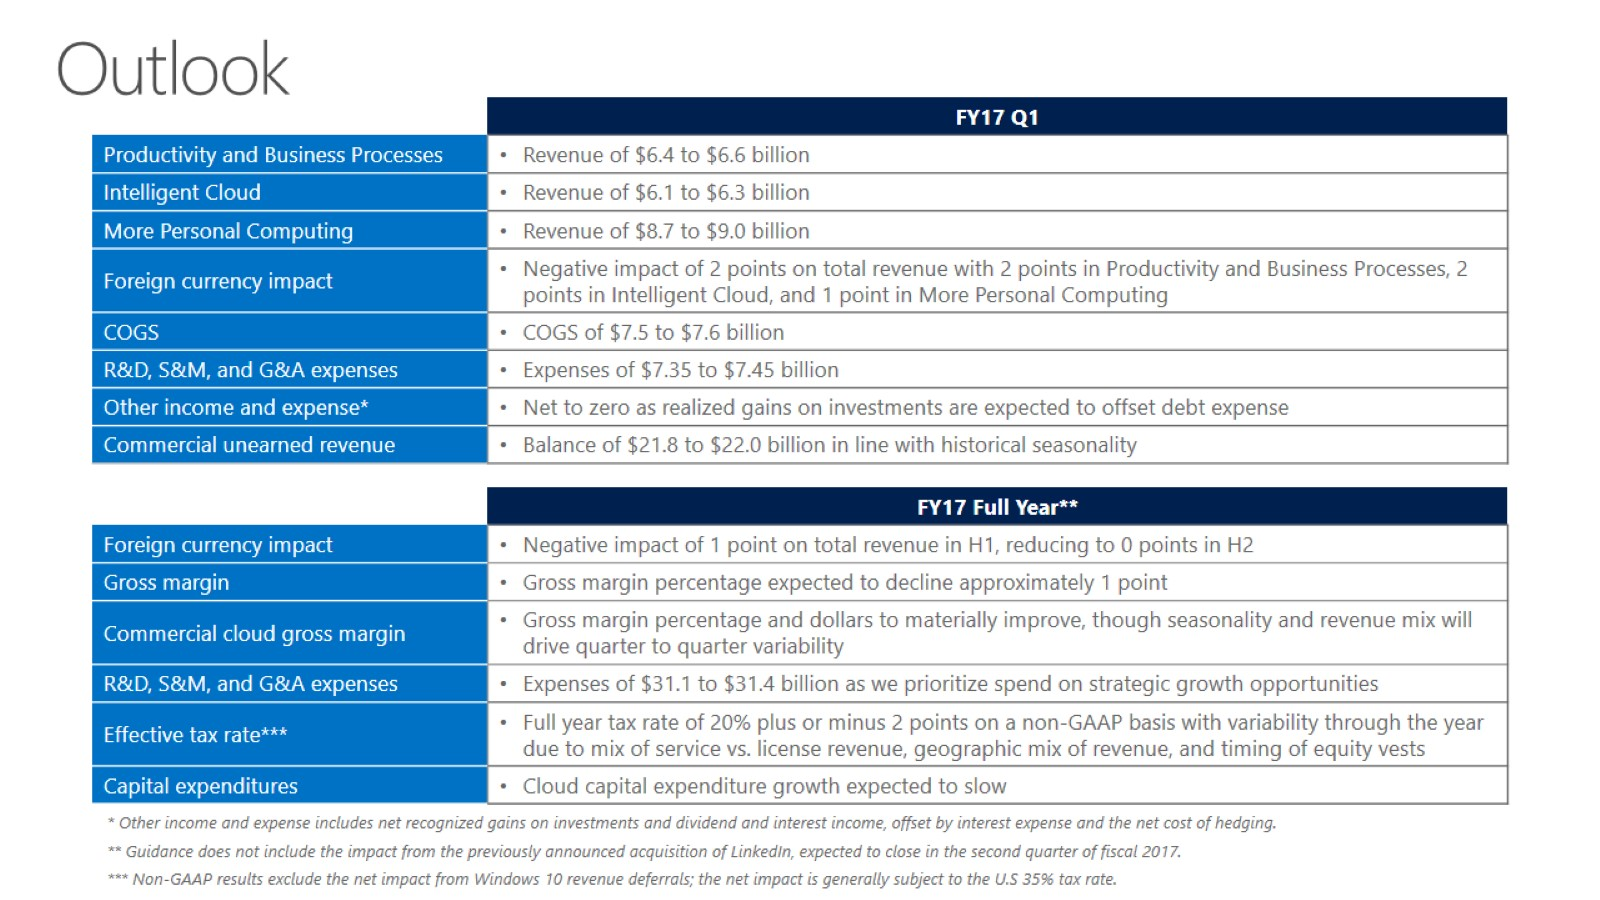 Outlook
FY17 Q1
Productivity and Business Processes
• Revenue of $6.4 to $6.6 billion
Intelligent Cloud
• Revenue of $6.1 to $6.3 billion
More Personal Computing
• Revenue of $8.7 to $9.0 billion
Foreign currency impact
• Negative impact of 2 points on total revenue with 2 points in Productivity and Business Processes, 2
points in Intelligent Cloud, and 1 point in More Personal Computing
COGS
• COGS of $7.5 to $7.6 billion
R&D, S&M, and G&A expenses
• Expenses of $7.35 to $7.45 billion
Other income and expense*
• Net to zero as realized gains on investments are expected to offset debt expense
Commercial unearned revenue
• Balance of $21.8 to $22.0 billion in line with historical seasonality
FY17 Full Year**
Foreign currency impact
• Negative impact of 1 point on total revenue in H1, reducing to 0 points in H2
Gross margin
• Gross margin percentage expected to decline approximately 1 point
Commercial cloud gross margin
• Gross margin percentage and dollars to materially improve, though seasonality and revenue mix will
drive quarter to quarter variability
R&D, S&M, and G&A expenses
• Expenses of $31.1 to $31.4 billion as we prioritize spend on strategic growth opportunities
Effective tax rate***
• Full year tax rate of 20% plus or minus 2 points on a non-GAAP basis with variability through the year
due to mix of service vs. license revenue, geographic mix of revenue, and timing of equity vests
Capital expenditures
• Cloud capital expenditure growth expected to slow
* Other income and expense includes net recognized gains on investments and dividend and interest income, offset by interest expense and the net cost of hedging.
** Guidance does not include the impact from the previously announced acquisition of LinkedIn, expected to close in the second quarter of fiscal 2017.
*** Non-GAAP results exclude the net impact from Windows 10 revenue deferrals; the net impact is generally subject to the U.S 35% tax rate.